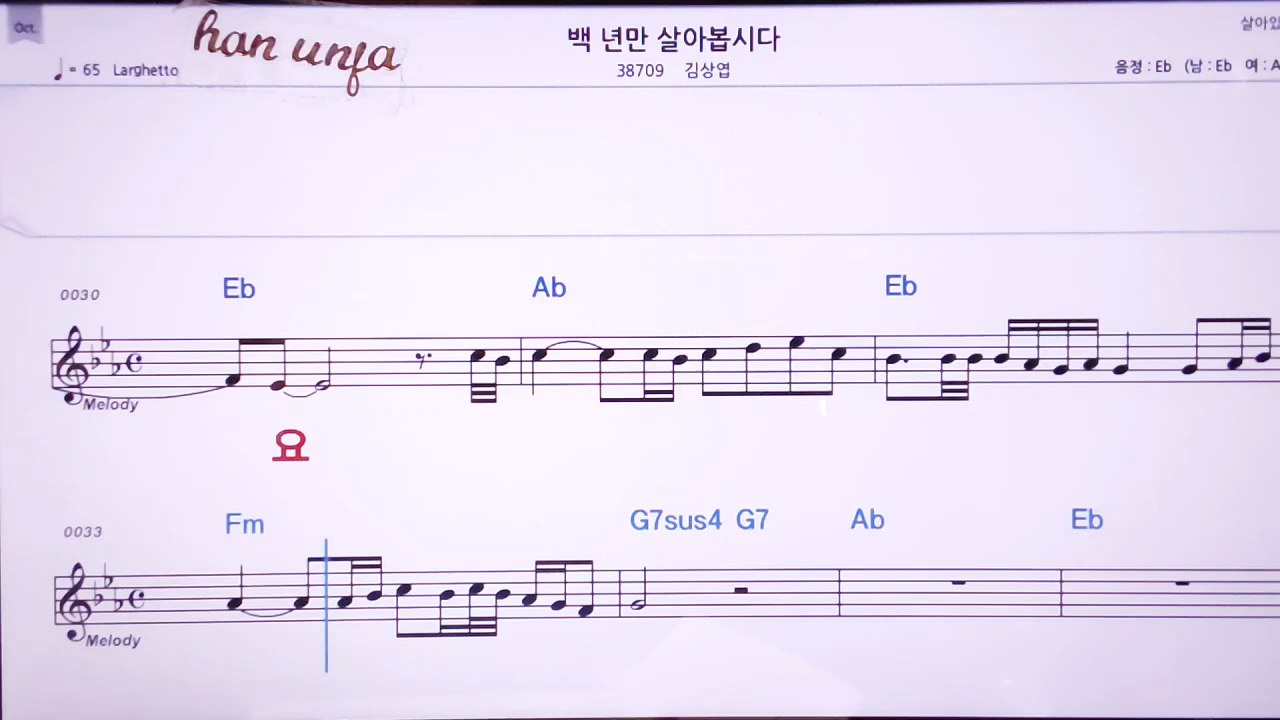 Oct.
han unfa
백 년만 살아봅시다
♩ = 65 Larghetto
38709 김상엽
음정 : Eb (남 : Eb 여 : A
0030
Eb Ab Eb
Melody
요
0033
Fm G7sus4 G7 Ab Eb
Melody